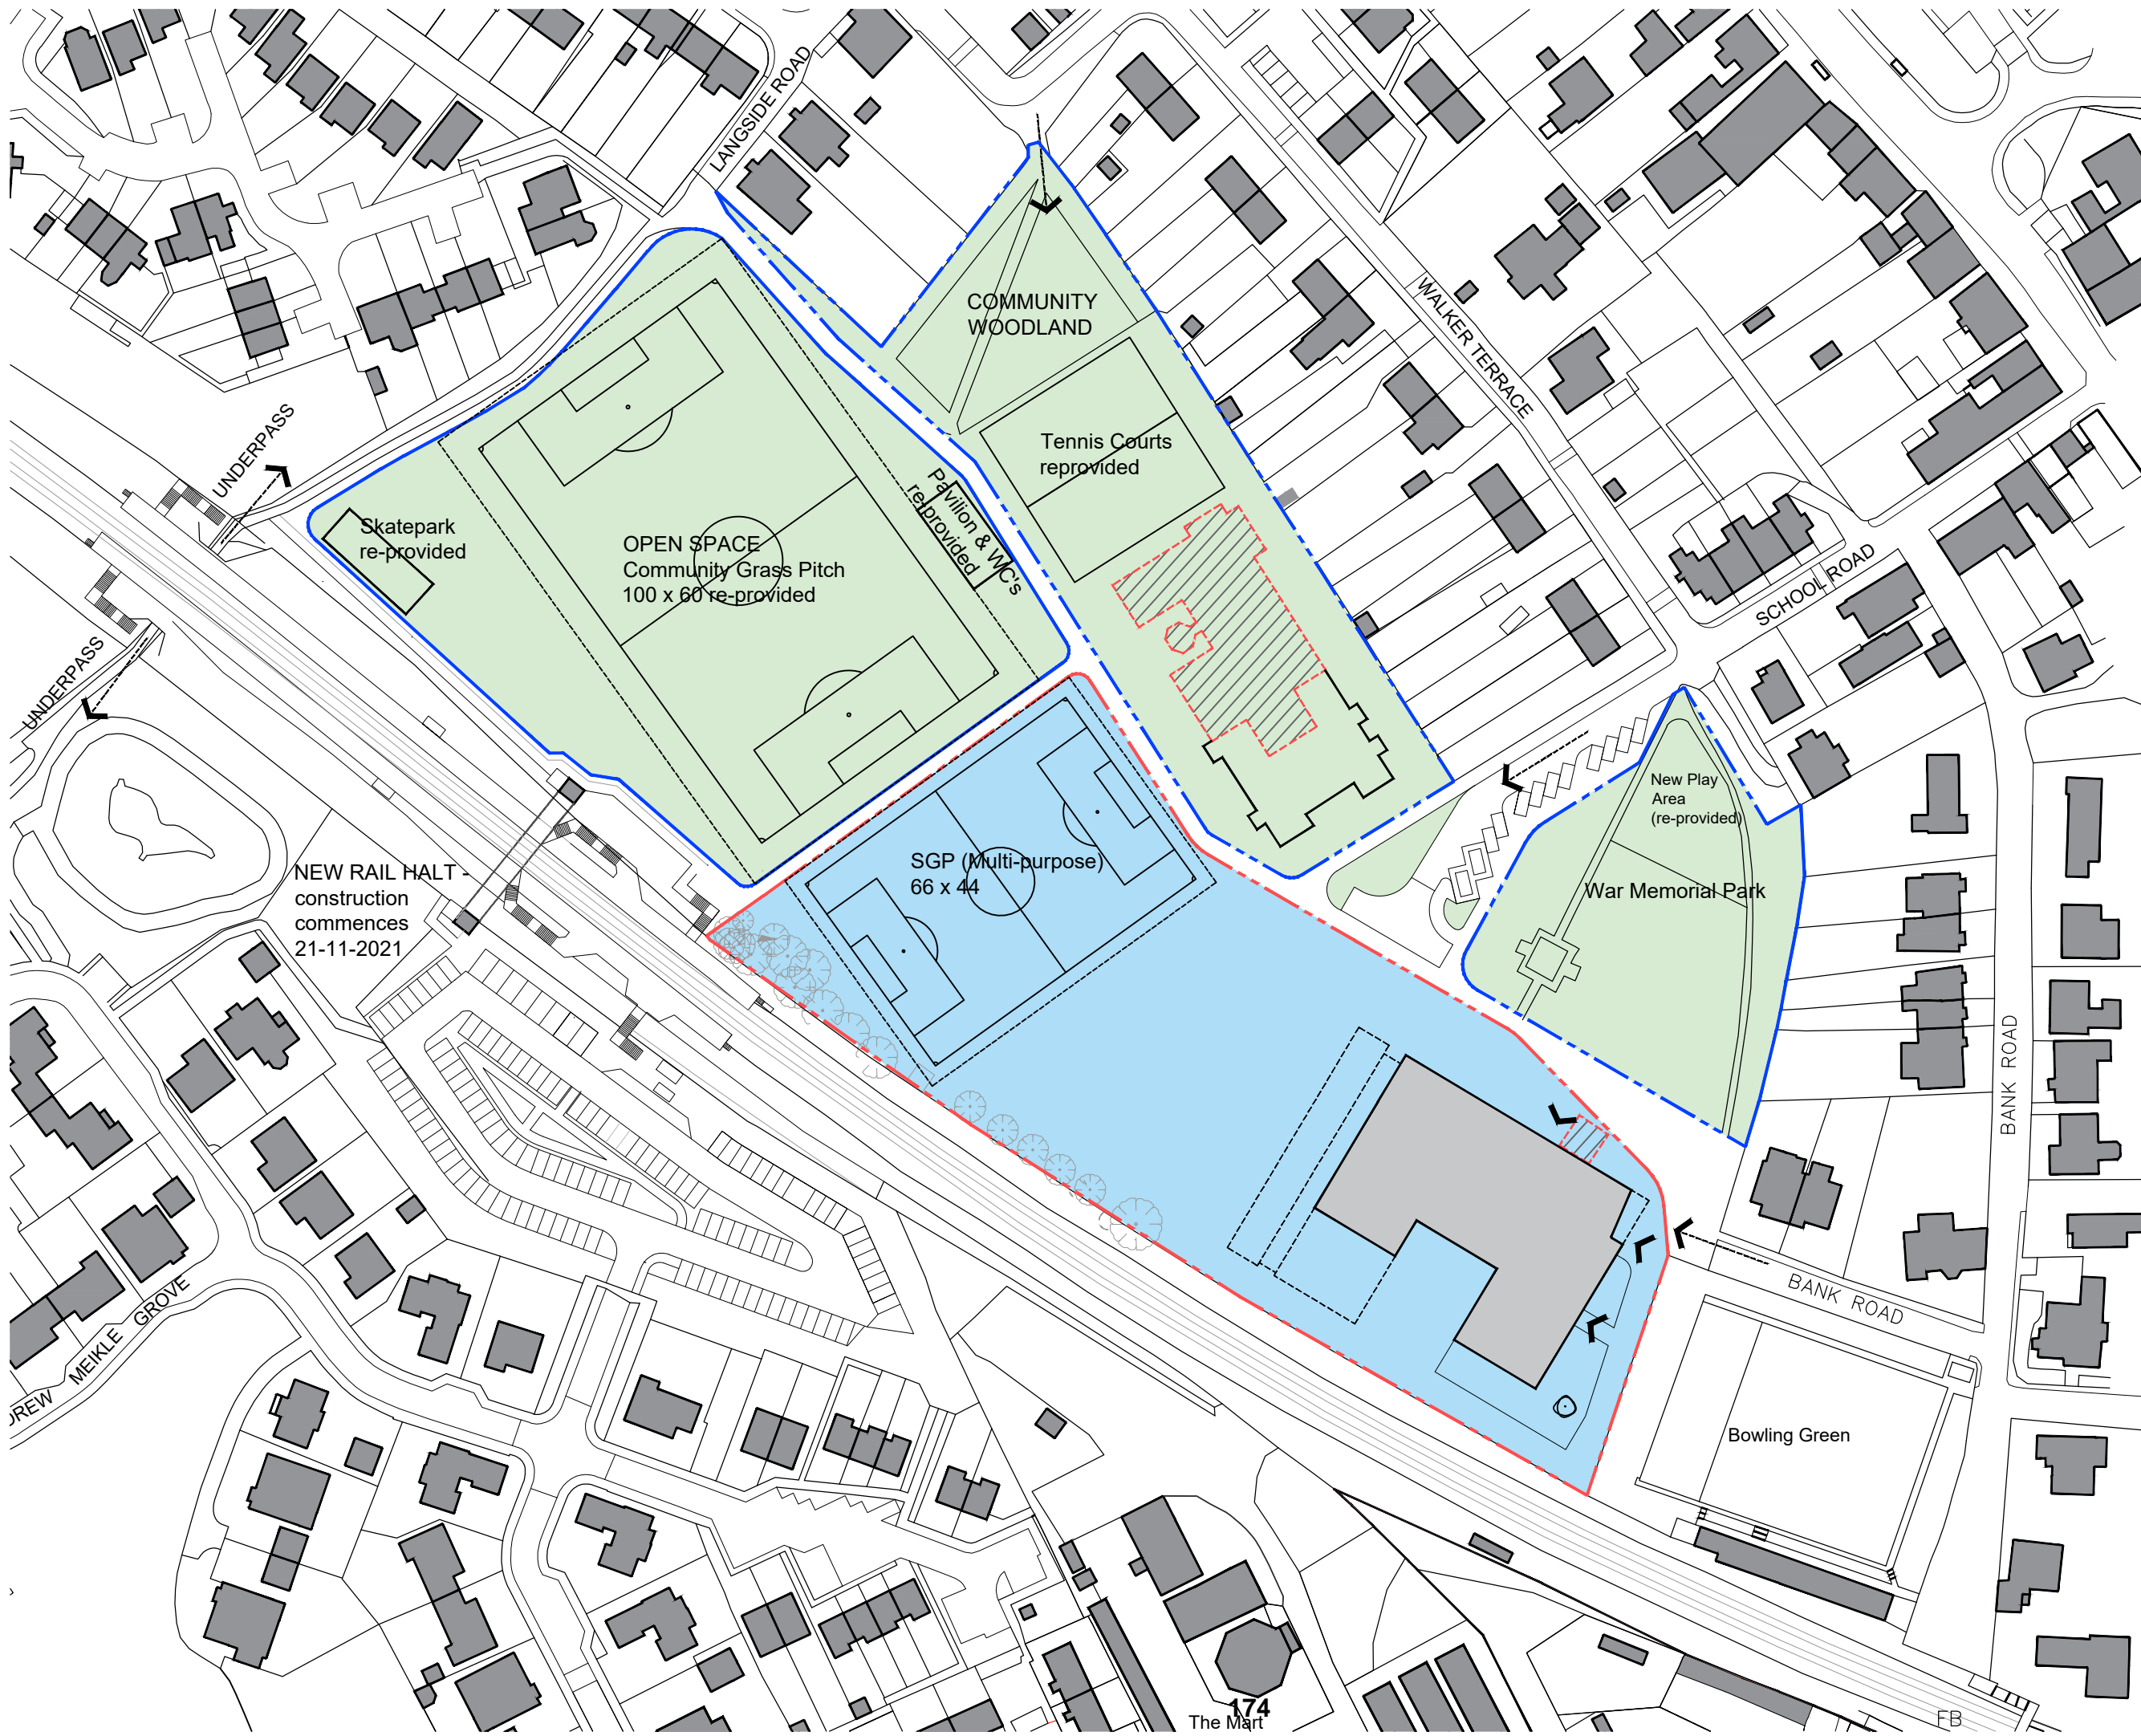 LANGSIDE ROAD
COMMUNITY
WOODLAND
WALKER TERRACE
UNDERPASS
Tennis Courts
reprovided
Pavilion & WC's
re-provided
Skatepark
re-provided
OPEN SPACE
Community Grass Pitch
100 x 60 re-provided
SCHOOL ROAD
UNDERPASS
New Play
Area
(re-provided)
SGP (Multi-purpose)
66 x 44
War Memorial Park
NEW RAIL HALT -
construction
commences
21-11-2021
BANK ROAD
BANK ROAD
DREW MEIKLE GROVE
Bowling Green
174
The Mart
FB